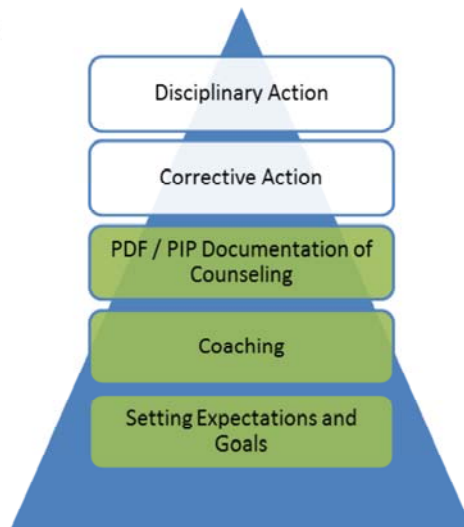 Disciplinary Action
Corrective Action
PDF / PIP Documentation of
Counseling
Coaching
Setting Expectations and
Goals